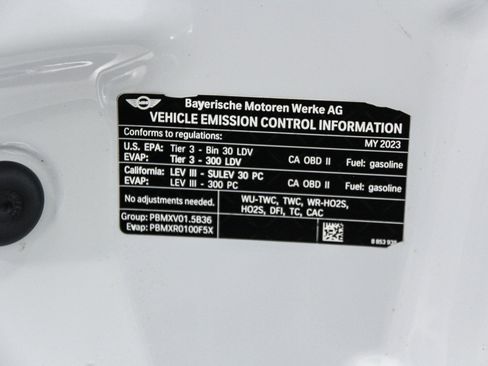 Bayerische Motoren Werke AG
VEHICLE EMISSION CONTROL INFORMATION
Conforms to regulations: MY 2023
U.S. EPA: Tier 3 - Bin 30 LDV
EVAP: Tier 3 - 300 LDV CA OBD II Fuel: gasoline
California: LEV III - SULEV 30 PC
EVAP: LEV III - 300 PC CA OBD II Fuel: gasoline
No adjustments needed. WU-TWC, TWC, WR-HO2S,
HO2S, DFI, TC, CAC
Group: PBMXV01.5B36
Evap: PBMXR0100F5X
8 853